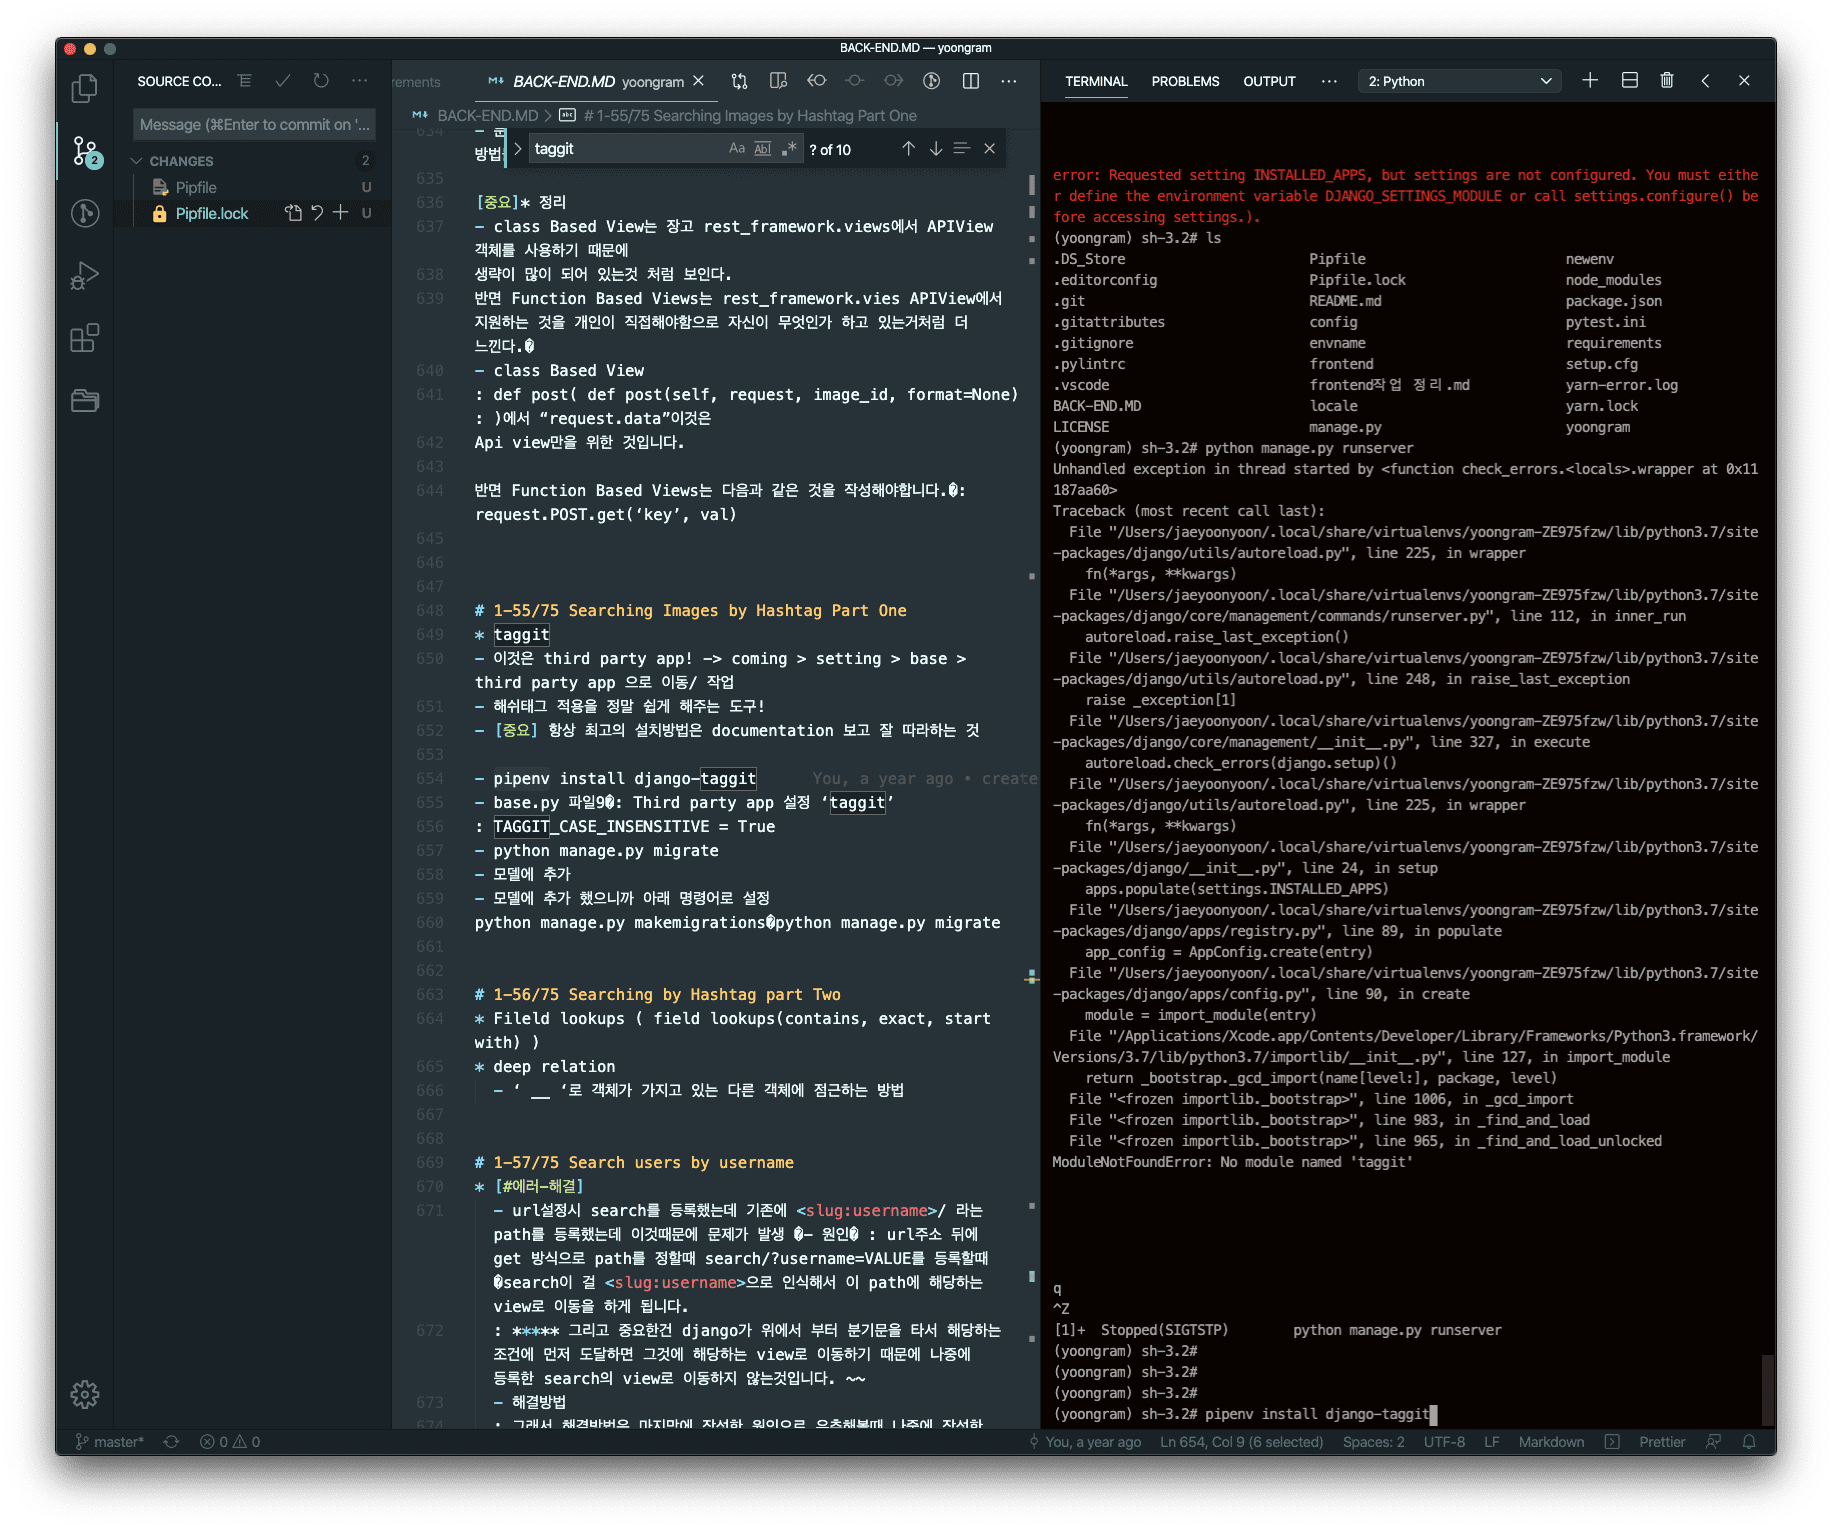 BACK-END.MD — yoongram
SOURCE CO...
Message (⌘Enter to commit on '...
CHANGES 2
Pipfile U
Pipfile.lock U
2
rements
BACK-END.MD yoongram
BACK-END.MD > # 1-55/75 Searching Images by Hashtag Part One
taggit Aa Abl .* ? of 10
634
방법
635
636 [중요]* 정리
637 - class Based View는 장고 rest_framework.views에서 APIView
객체를 사용하기 때문에
638 생략이 많이 되어 있는것 처럼 보인다.
639 반면 Function Based Views는 rest_framework.vies APIView에서
지원하는 것을 개인이 직접해야함으로 자신이 무엇인가 하고 있는거처럼 더
느낀다.�
640 - class Based View
641 : def post( def post(self, request, image_id, format=None)
: )에서 “request.data”이것은
642 Api view만을 위한 것입니다.
643
644 반면 Function Based Views는 다음과 같은 것을 작성해야합니다.�:
request.POST.get(‘key’, val)
645
646
647
648 # 1-55/75 Searching Images by Hashtag Part One
649 * taggit
650 - 이것은 third party app! -> coming > setting > base >
third party app 으로 이동/ 작업
651 - 해쉬태그 적용을 정말 쉽게 해주는 도구!
652 - [중요] 항상 최고의 설치방법은 documentation 보고 잘 따라하는 것
653
654 - pipenv install django-taggit You, a year ago • create
655 - base.py 파일9�: Third party app 설정 ‘taggit’
656 : TAGGIT_CASE_INSENSITIVE = True
657 - python manage.py migrate
658 - 모델에 추가
659 - 모델에 추가 했으니까 아래 명령어로 설정
660 python manage.py makemigrations�python manage.py migrate
661
662
663 # 1-56/75 Searching by Hashtag part Two
664 * Fileld lookups ( field lookups(contains, exact, start
with) )
665 * deep relation
666 - ‘ __ ‘로 객체가 가지고 있는 다른 객체에 접근하는 방법
667
668
669 # 1-57/75 Search users by username
670 * [#에러-해결]
671 - url설정시 search를 등록했는데 기존에 <slug:username>/ 라는
path를 등록했는데 이것때문에 문제가 발생 �- 원인� : url주소 뒤에
get 방식으로 path를 정할때 search/?username=VALUE를 등록할때
�search이 걸 <slug:username>으로 인식해서 이 path에 해당하는
view로 이동을 하게 됩니다.
672 : ***** 그리고 중요한건 django가 위에서 부터 분기문을 타서 해당하는
조건에 먼저 도달하면 그것에 해당하는 view로 이동하기 때문에 나중에
등록한 search의 view로 이동하지 않는것입니다. ~~
673 - 해결방법
674 : 그래서 해결방법은 마지막에 작성한 원인으로 유추해볼때 나중에 작성한
TERMINAL PROBLEMS OUTPUT ... 2: Python
error: Requested setting INSTALLED_APPS, but settings are not configured. You must eithe
r define the environment variable DJANGO_SETTINGS_MODULE or call settings.configure() be
fore accessing settings.).
(yoongram) sh-3.2# ls
.DS_Store Pipfile newenv
.editorconfig Pipfile.lock node_modules
.git README.md package.json
.gitattributes config pytest.ini
.gitignore envname requirements
.pylintrc frontend setup.cfg
.vscode frontend작업 정리.md yarn-error.log
BACK-END.MD locale yarn.lock
LICENSE manage.py yoongram
(yoongram) sh-3.2# python manage.py runserver
Unhandled exception in thread started by <function check_errors.<locals>.wrapper at 0x11
187aa60>
Traceback (most recent call last):
File "/Users/jaeyoonyoon/.local/share/virtualenvs/yoongram-ZE975fzw/lib/python3.7/site
-packages/django/utils/autoreload.py", line 225, in wrapper
fn(*args, **kwargs)
File "/Users/jaeyoonyoon/.local/share/virtualenvs/yoongram-ZE975fzw/lib/python3.7/site
-packages/django/core/management/commands/runserver.py", line 112, in inner_run
autoreload.raise_last_exception()
File "/Users/jaeyoonyoon/.local/share/virtualenvs/yoongram-ZE975fzw/lib/python3.7/site
-packages/django/utils/autoreload.py", line 248, in raise_last_exception
raise _exception[1]
File "/Users/jaeyoonyoon/.local/share/virtualenvs/yoongram-ZE975fzw/lib/python3.7/site
-packages/django/core/management/__init__.py", line 327, in execute
autoreload.check_errors(django.setup)()
File "/Users/jaeyoonyoon/.local/share/virtualenvs/yoongram-ZE975fzw/lib/python3.7/site
-packages/django/utils/autoreload.py", line 225, in wrapper
fn(*args, **kwargs)
File "/Users/jaeyoonyoon/.local/share/virtualenvs/yoongram-ZE975fzw/lib/python3.7/site
-packages/django/__init__.py", line 24, in setup
apps.populate(settings.INSTALLED_APPS)
File "/Users/jaeyoonyoon/.local/share/virtualenvs/yoongram-ZE975fzw/lib/python3.7/site
-packages/django/apps/registry.py", line 89, in populate
app_config = AppConfig.create(entry)
File "/Users/jaeyoonyoon/.local/share/virtualenvs/yoongram-ZE975fzw/lib/python3.7/site
-packages/django/apps/config.py", line 90, in create
module = import_module(entry)
File "/Applications/Xcode.app/Contents/Developer/Library/Frameworks/Python3.framework/
Versions/3.7/lib/python3.7/importlib/__init__.py", line 127, in import_module
return _bootstrap._gcd_import(name[level:], package, level)
File "<frozen importlib._bootstrap>", line 1006, in _gcd_import
File "<frozen importlib._bootstrap>", line 983, in _find_and_load
File "<frozen importlib._bootstrap>", line 965, in _find_and_load_unlocked
ModuleNotFoundError: No module named 'taggit'
q
^Z
[1]+ Stopped(SIGTSTP) python manage.py runserver
(yoongram) sh-3.2#
(yoongram) sh-3.2#
(yoongram) sh-3.2#
(yoongram) sh-3.2# pipenv install django-taggit
master* 0 0 You, a year ago Ln 654, Col 9 (6 selected) Spaces: 2 UTF-8 LF Markdown Prettier